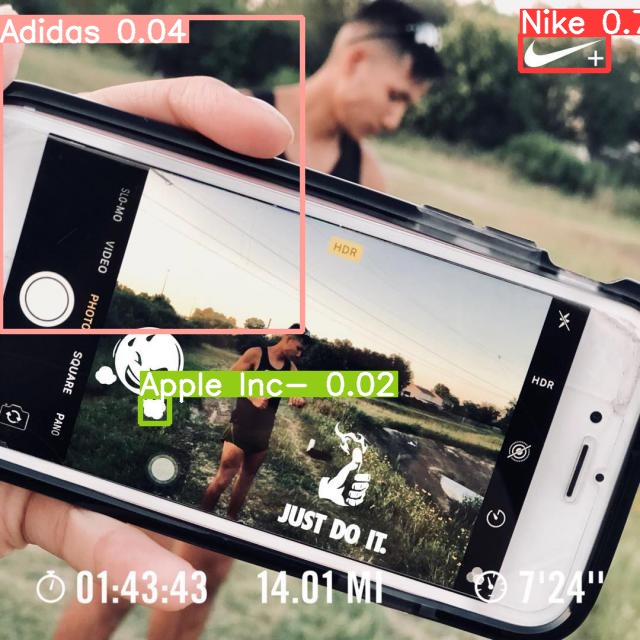 Adidas 0.04
Nike 0.
SLO-MO
VIDEO
PHOTO
SQUARE
PANO
HDR
HDR
Apple Inc— 0.02
JUST DO IT.
01:43:43
14.01 MI
7'24"